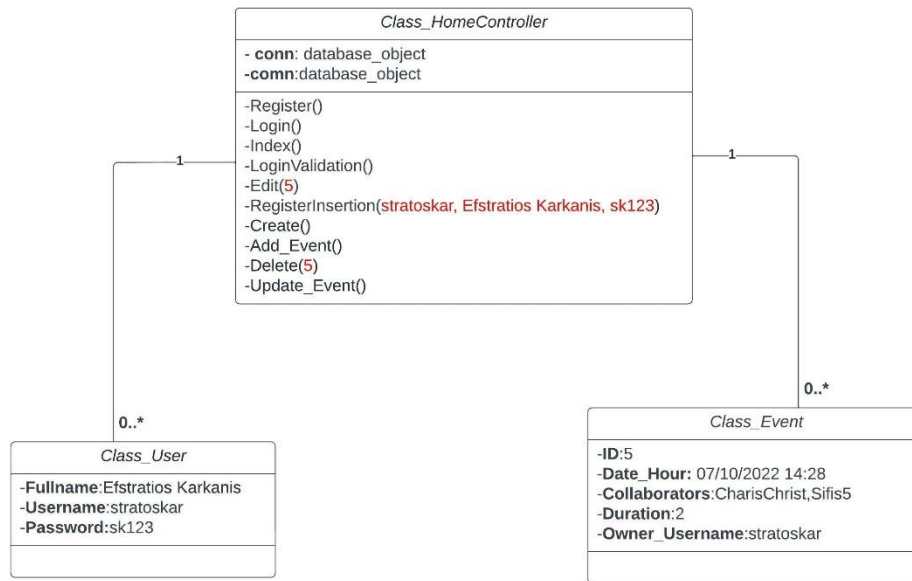 Class_HomeController
- conn: database_object
-comn:database_object
-Register()
-Login()
-Index()
-LoginValidation()
-Edit(5)
-RegisterInsertion(stratoskar, Efstratios Karkanis, sk123)
-Create()
-Add_Event()
-Delete(5)
-Update_Event()
1
1
0..*
0..*
Class_User
-Fullname:Efstratios Karkanis
-Username:stratoskar
-Password:sk123
Class_Event
-ID:5
-Date_Hour: 07/10/2022 14:28
-Collaborators:CharisChrist,Sifis5
-Duration:2
-Owner_Username:stratoskar